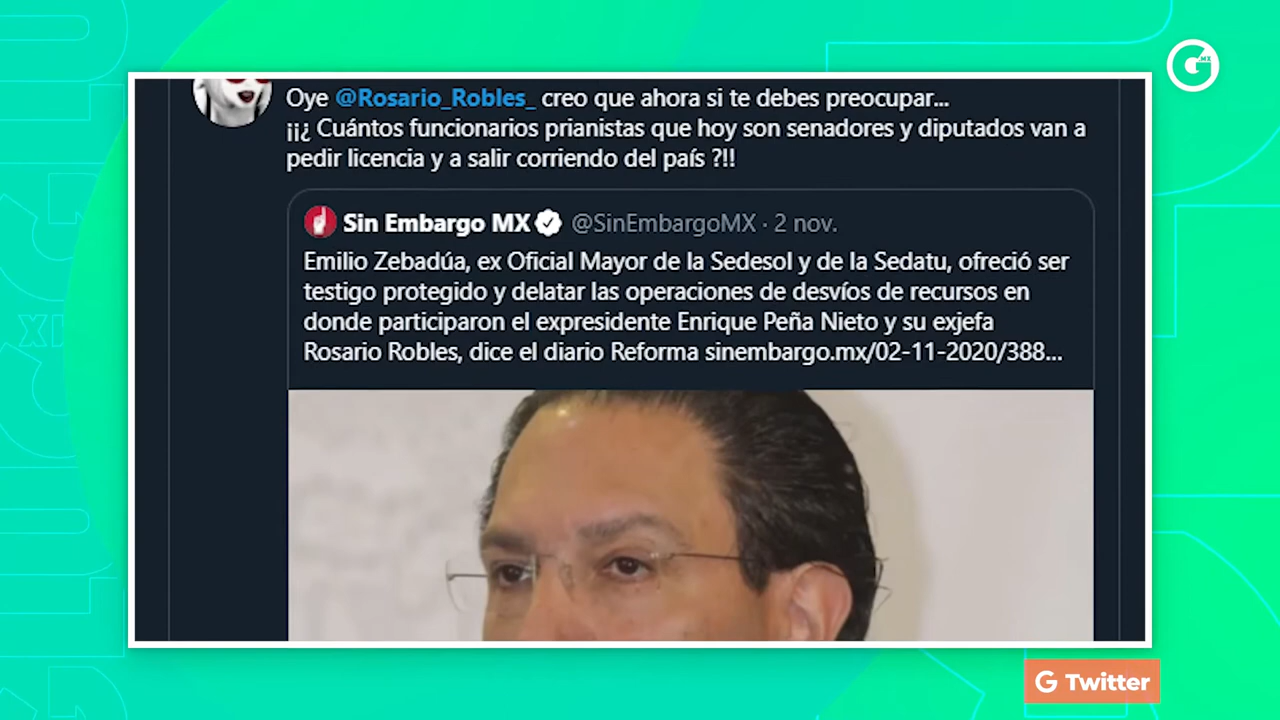 Oye @Rosario_Robles_ creo que ahora si te debes preocupar...
¡¡¿ Cuántos funcionarios prianistas que hoy son senadores y diputados van a
pedir licencia y a salir corriendo del país ?!!
Sin Embargo MX @SinEmbargoMX · 2 nov.
Emilio Zebadúa, ex Oficial Mayor de la Sedesol y de la Sedatu, ofreció ser
testigo protegido y delatar las operaciones de desvíos de recursos en
donde participaron el expresidente Enrique Peña Nieto y su exjefa
Rosario Robles, dice el diario Reforma sinembargo.mx/02-11-2020/388...
G.MX
G Twitter